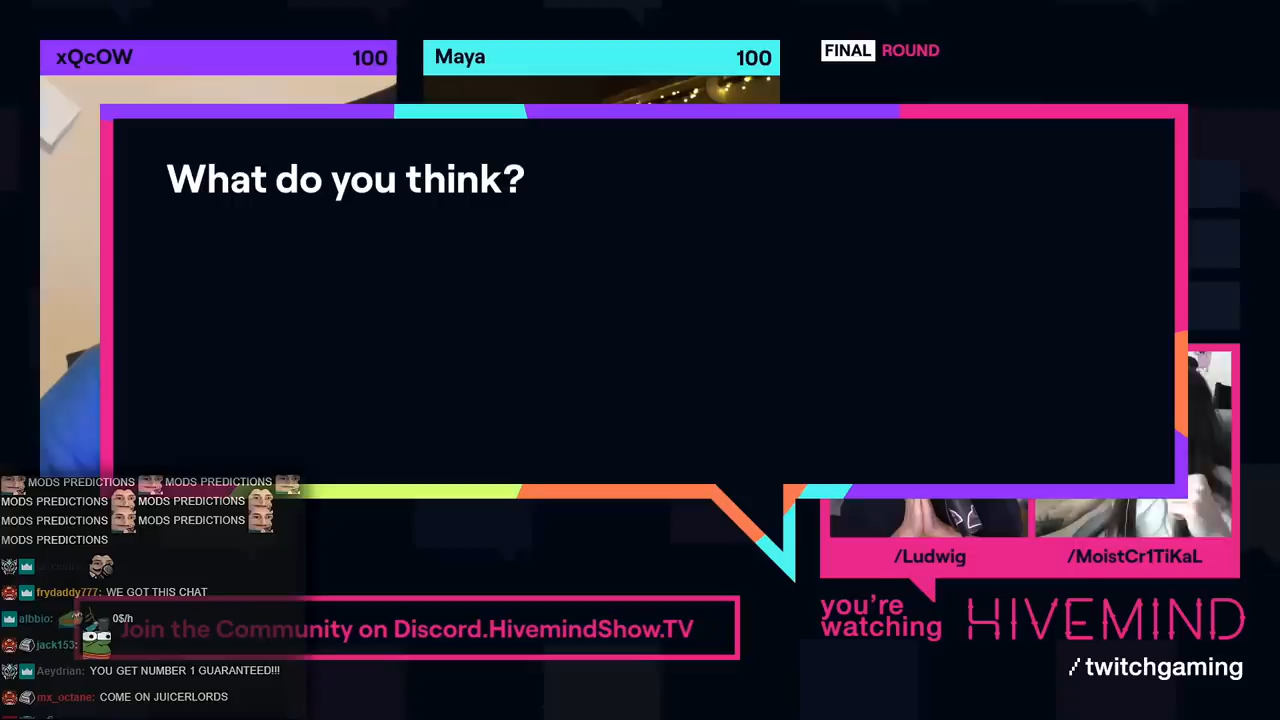 xQcOW 100
Maya 100
FINAL ROUND
What do you think?
MODS PREDICTIONS MODS PREDICTIONS
MODS PREDICTIONS MODS PREDICTIONS
MODS PREDICTIONS MODS PREDICTIONS
MODS PREDICTIONS
frydaddy777: WE GOT THIS CHAT
albbio: 0$/h
jack153:
Aeydrian: YOU GET NUMBER 1 GUARANTEED!!!
mx_octane: COME ON JUICERLORDS
Join the Community on Discord.HivemindShow.TV
/Ludwig
/MoistCr1TiKaL
you're
watching
HIVEMIND
/twitchgaming